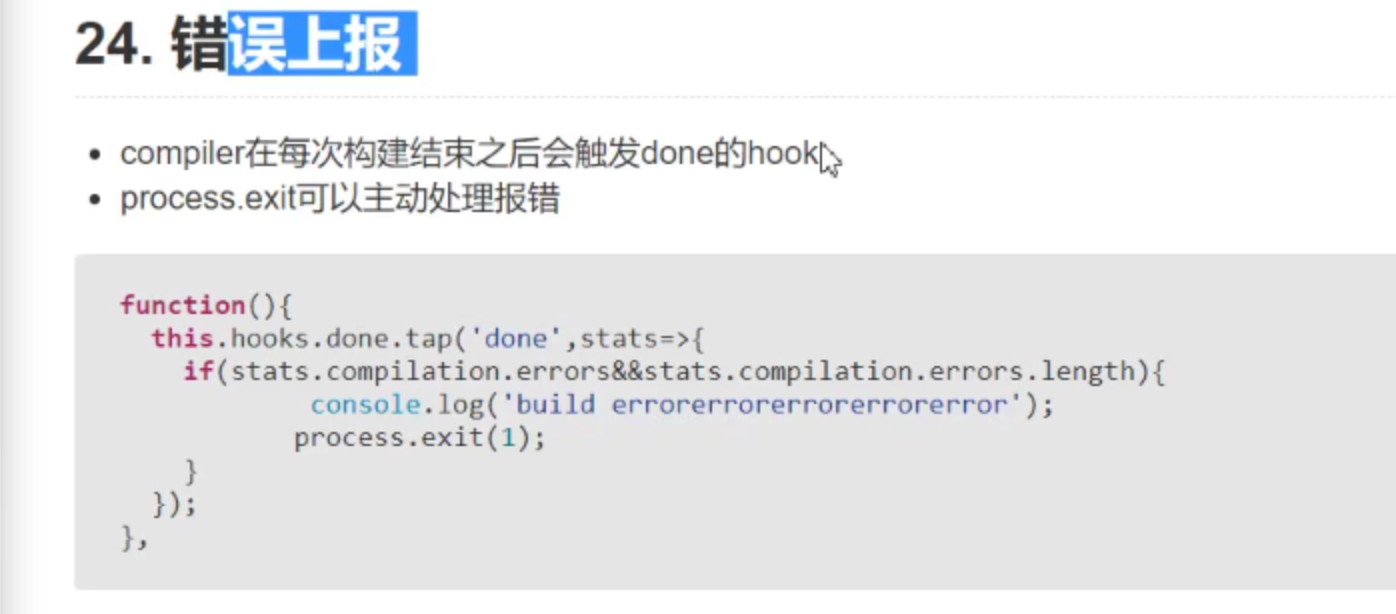 24. 错误上报
compiler在每次构建结束之后会触发done的hook
process.exit可以主动处理报错
function(){
this.hooks.done.tap('done',stats=>{
if(stats.compilation.errors&&stats.compilation.errors.length){
console.log('build errorerrorerrorerrorerror');
process.exit(1);
}
});
},